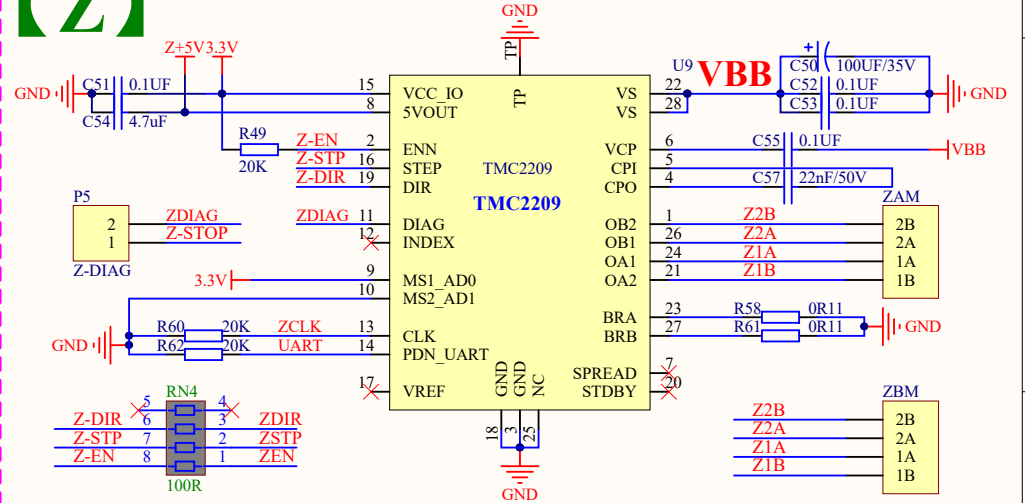 【Z】
GND
Z+5V 3.3V
TP
TP
U9 VBB
C50 100UF/35V
C51 0.1UF
C52 0.1UF
C53 0.1UF
C54 4.7uF
GND
GND
15 VCC_IO
8 5VOUT
VS 22
VS 28
R49
20K
Z-EN 2 ENN
Z-STP 16 STEP
Z-DIR 19 DIR
TMC2209
TMC2209
VCP 6 C55 0.1UF VBB
CPI 5
CPO 4 C57 22nF/50V
P5
2 ZDIAG
1 Z-STOP
Z-DIAG
ZDIAG 11 DIAG
12 INDEX
ZAM
OB2 1 Z2B 2B
OB1 26 Z2A 2A
OA1 24 Z1A 1A
OA2 21 Z1B 1B
3.3V 9 MS1_AD0
10 MS2_AD1
GND
R60 20K ZCLK 13 CLK
R62 20K UART 14 PDN_UART
BRA 23 R58 0R11
BRB 27 R61 0R11
GND
17 VREF
SPREAD 7
STDBY 20
GND
GND
NC
18
3
25
GND
RN4
5 4
Z-DIR 6 3 ZDIR
Z-STP 7 2 ZSTP
Z-EN 8 1 ZEN
100R
ZBM
Z2B 2B
Z2A 2A
Z1A 1A
Z1B 1B